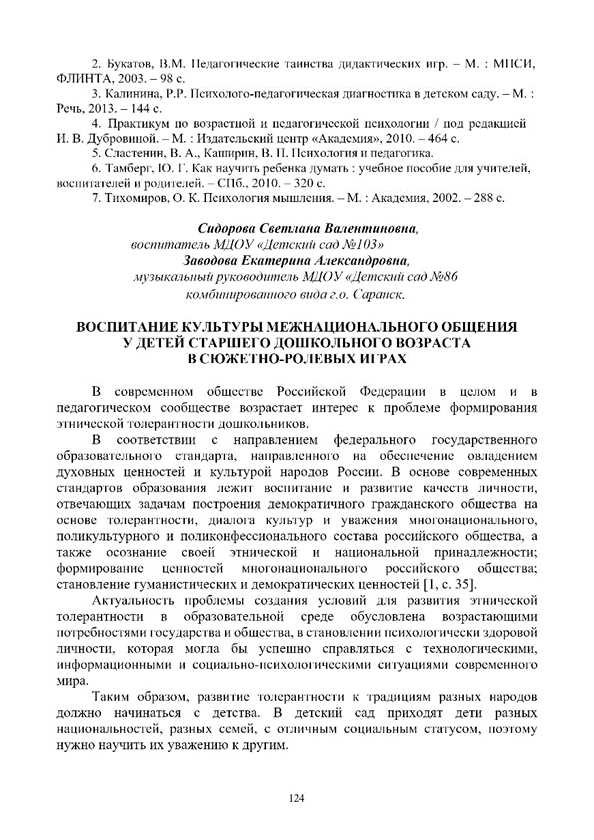 2. Букатов, В.М. Педагогические таинства дидактических игр. – М. : МПСИ,
ФЛИНТА, 2003. – 98 с.
3. Калинина, Р.Р. Психолого-педагогическая диагностика в детском саду. – М. :
Речь, 2013. – 144 с.
4. Практикум по возрастной и педагогической психологии / под редакцией
И. В. Дубровиной. – М. : Издательский центр «Академия», 2010. – 464 с.
5. Сластенин, В. А., Каширин, В. П. Психология и педагогика.
6. Тамберг, Ю. Г. Как научить ребенка думать : учебное пособие для учителей,
воспитателей и родителей. – СПб., 2010. – 320 с.
7. Тихомиров, О. К. Психология мышления. – М. : Академия, 2002. – 288 с.
Сидорова Светлана Валентиновна,
воспитатель МДОУ «Детский сад №103»
Заводова Екатерина Александровна,
музыкальный руководитель МДОУ «Детский сад №86
комбинированного вида г.о. Саранск.
ВОСПИТАНИЕ КУЛЬТУРЫ МЕЖНАЦИОНАЛЬНОГО ОБЩЕНИЯ
У ДЕТЕЙ СТАРШЕГО ДОШКОЛЬНОГО ВОЗРАСТА
В СЮЖЕТНО-РОЛЕВЫХ ИГРАХ
В современном обществе Российской Федерации в целом и в
педагогическом сообществе возрастает интерес к проблеме формирования
этнической толерантности дошкольников.
В соответствии с направлением федерального государственного
образовательного стандарта, направленного на обеспечение овладением
духовных ценностей и культурой народов России. В основе современных
стандартов образования лежит воспитание и развитие качеств личности,
отвечающих задачам построения демократичного гражданского общества на
основе толерантности, диалога культур и уважения многонационального,
поликультурного и поликонфессионального состава российского общества, а
также осознание своей этнической и национальной принадлежности;
формирование ценностей многонационального российского общества;
становление гуманистических и демократических ценностей [1, с. 35].
Актуальность проблемы создания условий для развития этнической
толерантности в образовательной среде обусловлена возрастающими
потребностями государства и общества, в становлении психологически здоровой
личности, которая могла бы успешно справляться с технологическими,
информационными и социально-психологическими ситуациями современного
мира.
Таким образом, развитие толерантности к традициям разных народов
должно начинаться с детства. В детский сад приходят дети разных
национальностей, разных семей, с отличным социальным статусом, поэтому
нужно научить их уважению к другим.
124